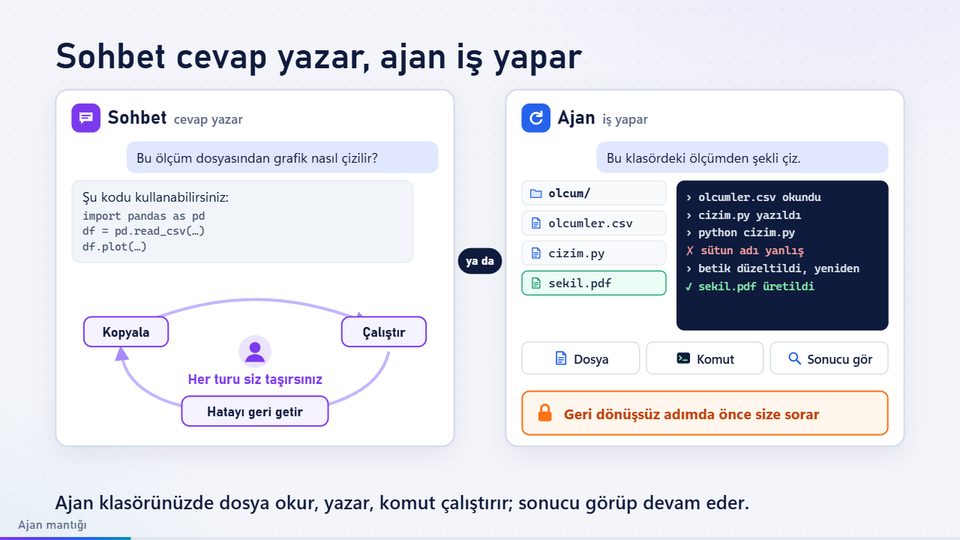 Sohbet cevap yazar, ajan iş yapar
Sohbet cevap yazar
Bu ölçüm dosyasından grafik nasıl çizilir?
Şu kodu kullanabilirsiniz:
import pandas as pd
df = pd.read_csv(…)
df.plot(…)
Kopyala
Çalıştır
Her turu siz taşırsınız
Hatayı geri getir
ya da
Ajan iş yapar
Bu klasördeki ölçümden şekli çiz.
olcum/
olcumler.csv
cizim.py
sekil.pdf
› olcumler.csv okundu
› cizim.py yazıldı
› python cizim.py
✗ sütun adı yanlış
› betik düzeltildi, yeniden
✓ sekil.pdf üretildi
Dosya
Komut
Sonucu gör
Geri dönüşsüz adımda önce size sorar
Ajan klasörünüzde dosya okur, yazar, komut çalıştırır; sonucu görüp devam eder.
Ajan mantığı